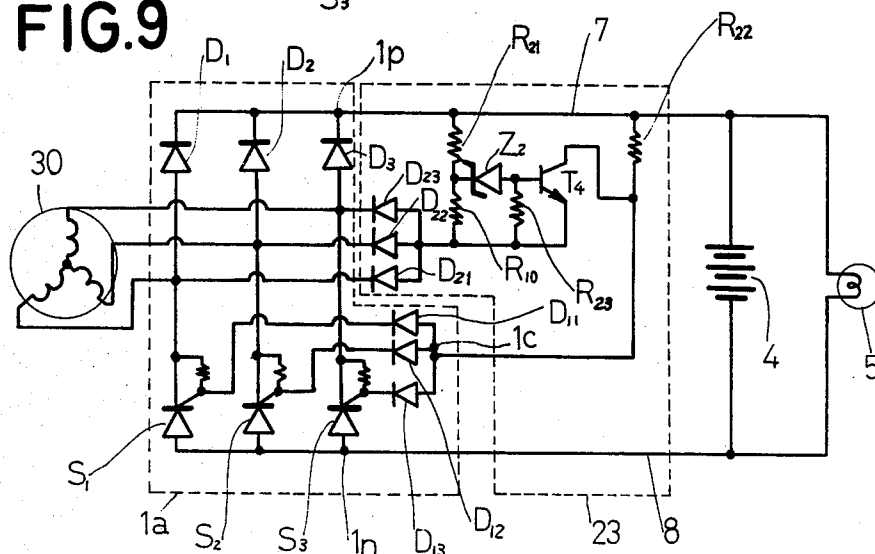 S₃
FIG.9
D₁
D₂
1p
R₂₁
7
R₂₂
30
D₃
Z₂
D₂₃
T₄
D₂₂
D₂₁
R₁₀
R₂₃
D₁₁
1c
4
5
S₁
1a
S₂
S₃
1n
D₁₃
D₁₂
23
8